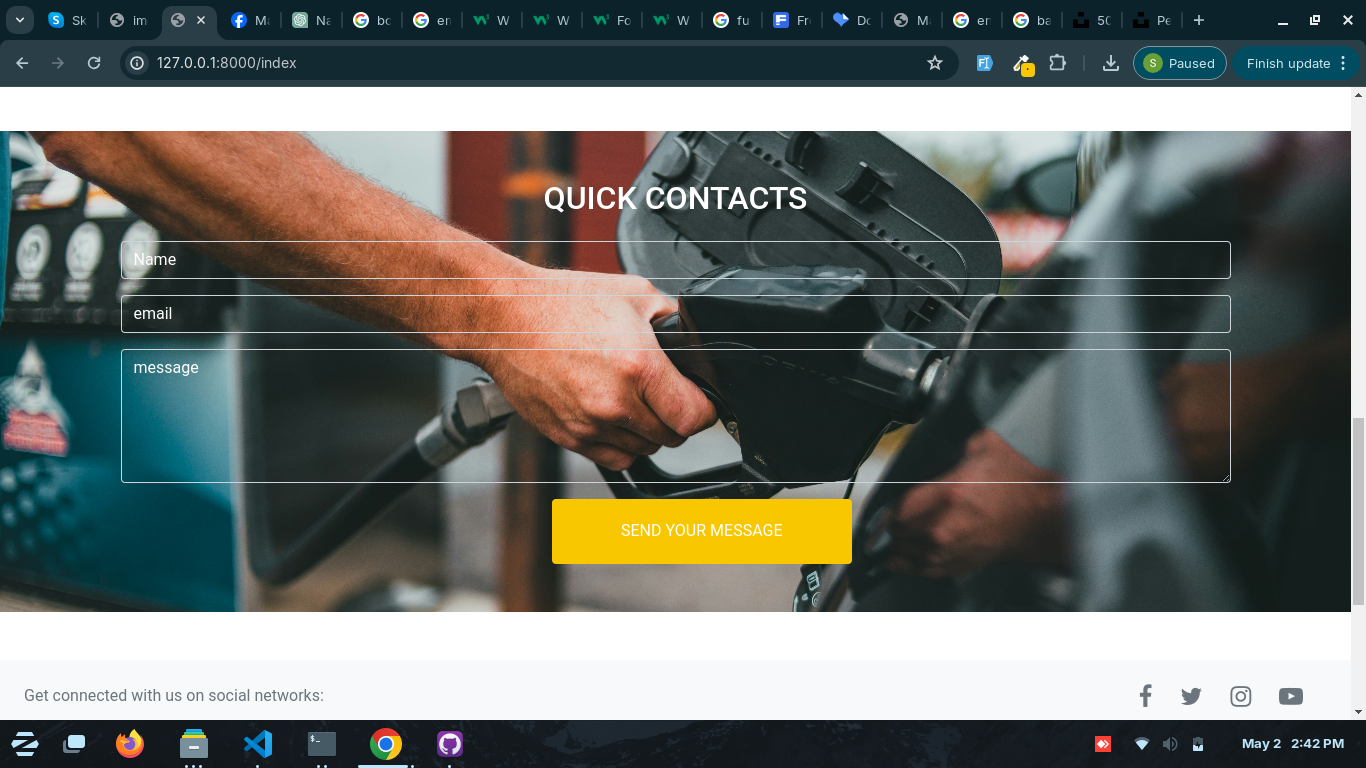 Sk
im
Ma
Na
bo
en
W
W
Fo
W
fu
Fre
Do
M
en
ba
50
Pe
127.0.0.1:8000/index
S
Paused
Finish update
QUICK CONTACTS
Name
email
message
SEND YOUR MESSAGE
Get connected with us on social networks:
May 2 2:42 PM